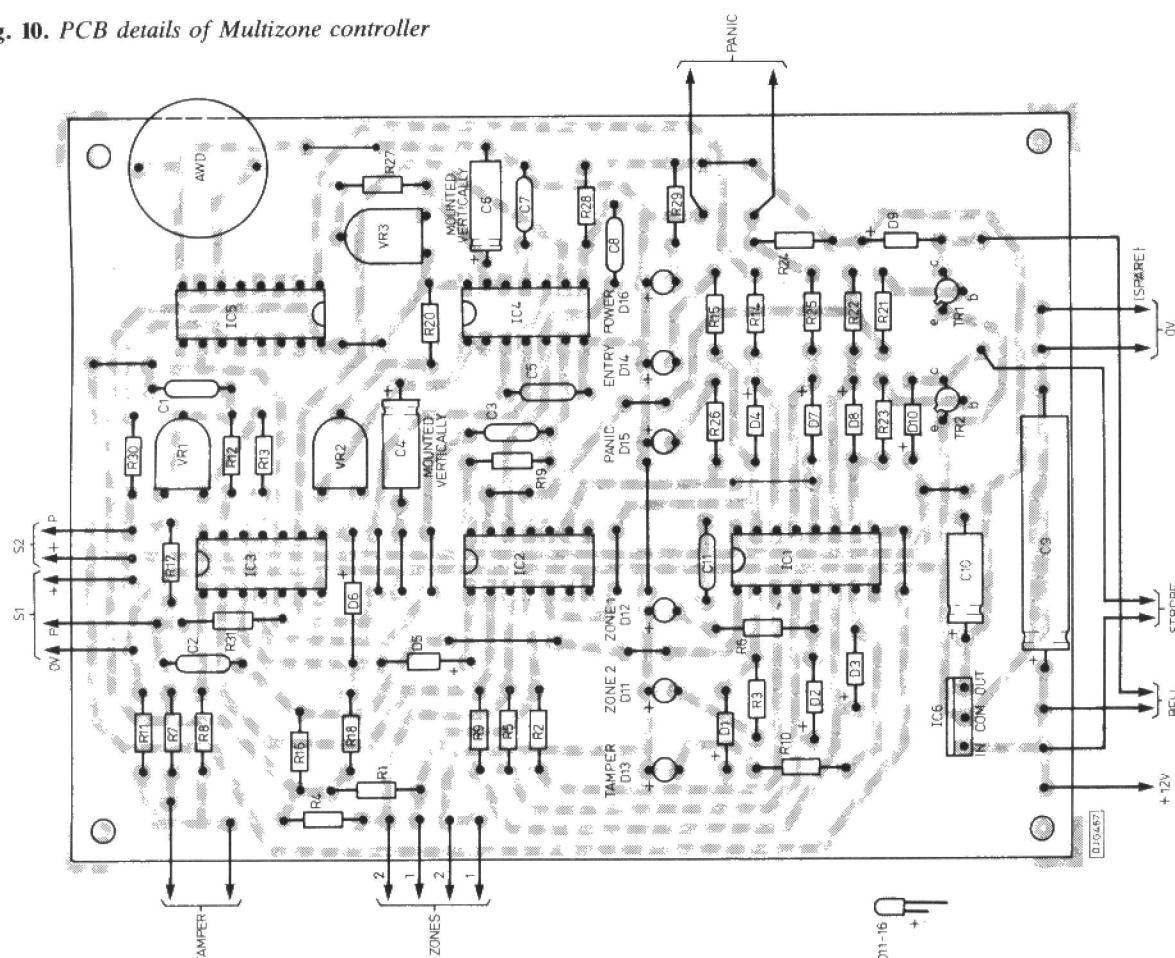 g. 10. PCB details of Multizone controller
PANIC
AWD
R27
VR3
MOUNTED VERTICALLY
C6
+
C7
R28
C8
R29
IC5
R20
IC4
POWER
D16
+
R24
+
D9
C1
C5
ENTRY
D14
+
R15
R14
R25
R22
R21
c
b
e
TR1
(SPARE)
0V
R30
VR1
R12
R13
VR2
C4
+
MOUNTED VERTICALLY
C3
R19
PANIC
D15
+
R26
D4
+
D7
+
D8
+
R23
D10
+
c
b
e
TR2
S2
P
+
S1
+
P
0V
R17
IC3
D6
+
IC2
C11
IC1
C10
+
C9
+
STROBE
C2
R31
D5
+
ZONE 1
D12
+
R6
R11
R7
R8
R16
R18
R1
R4
R9
R5
R2
ZONE 2
D11
+
D1
+
R3
D2
+
D3
+
R10
IC6
IN COM OUT
TAMPER
D13
+
BELL
+12V
TAMPER
2
1
2
1
ZONES
D11-16
+